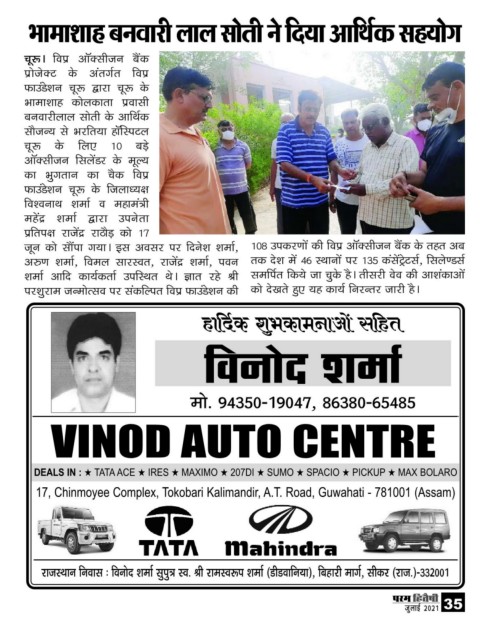 भामाशाह बनवारी लाल सोती ने दिया आर्थिक सहयोग
चूरू। विप्र ऑक्सीजन बैंक
प्रोजेक्ट के अंतर्गत विप्र
फाउंडेशन चूरू द्वारा चूरू के
भामाशाह कोलकाता प्रवासी
बनवारीलाल सोती के आर्थिक
सौजन्य से भरतिया हॉस्पिटल
चूरू के लिए 10 बड़े
ऑक्सीजन सिलेंडर के मूल्य
का भुगतान का चैक विप्र
फाउंडेशन चूरू के जिलाध्यक्ष
विश्वनाथ शर्मा व महामंत्री
महेंद्र शर्मा द्वारा उपनेता
प्रतिपक्ष राजेंद्र राठौड़ को 17
जून को सौंपा गया। इस अवसर पर दिनेश शर्मा,
अरुण शर्मा, विमल सारस्वत, राजेंद्र शर्मा, पवन
शर्मा आदि कार्यकर्ता उपस्थित थे। ज्ञात रहे श्री
परशुराम जन्मोत्सव पर संकल्पित विप्र फाउंडेशन की
108 उपकरणों की विप्र ऑक्सीजन बैंक के तहत अब
तक देश में 46 स्थानों पर 135 कंसेंट्रेटर्स, सिलेण्डर्स
समर्पित किये जा चुके है। तीसरी वेव की आशंकाओं
को देखते हुए यह कार्य निरन्तर जारी है।
हार्दिक शुभकामनाओं सहित
विनोद शर्मा
मो. 94350-19047, 86380-65485
VINOD AUTO CENTRE
DEALS IN : ★ TATA ACE ★ IRES ★ MAXIMO ★ 207DI ★ SUMO ★ SPACIO ★ PICKUP ★ MAX BOLARO
17, Chinmoyee Complex, Tokobari Kalimandir, A.T. Road, Guwahati - 781001 (Assam)
TATA
Mahindra
राजस्थान निवास : विनोद शर्मा सुपुत्र स्व. श्री रामस्वरूप शर्मा (डीडवानिया), बिहारी मार्ग, सीकर (राज.)-332001
परम हितैषी
जुलाई 2021 35